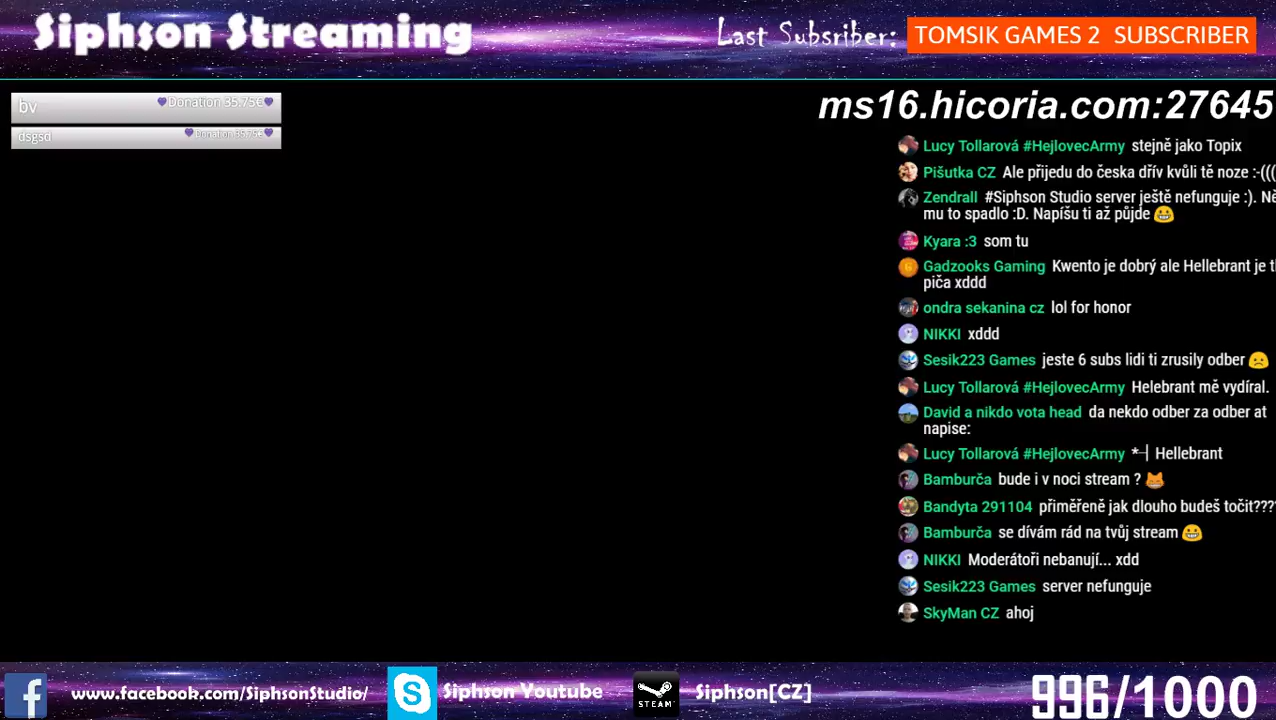 Siphson Streaming
Last Subsriber:
TOMSIK GAMES 2 SUBSCRIBER
bv
Donation 35.75€
dsgsd
Donation 35.75€
ms16.hicoria.com:27645
Lucy Tollarová #HejlovecArmy stejně jako Topix
Pišutka CZ Ale přijedu do česka dřív kvůli tě noze :-(((
Zendrall #Siphson Studio server ještě nefunguje :). Ně
mu to spadlo :D. Napíšu ti až půjde 😀
Kyara :3 som tu
Gadzooks Gaming Kwento je dobrý ale Hellebrant je t
piča xddd
ondra sekanina cz lol for honor
NIKKI xddd
Sesik223 Games jeste 6 subs lidi ti zrusily odber ☹️
Lucy Tollarová #HejlovecArmy Helebrant mě vydíral.
David a nikdo vota head da nekdo odber za odber at
napise:
Lucy Tollarová #HejlovecArmy *┤ Hellebrant
Bamburča bude i v noci stream ? 😸
Bandyta 291104 přiměřeně jak dlouho budeš točit????
Bamburča se dívám rád na tvůj stream 😀
NIKKI Moderátoři nebanují... xdd
Sesik223 Games server nefunguje
SkyMan CZ ahoj
www.facebook.com/SiphsonStudio/
Siphson Youtube
STEAM
Siphson[CZ]
996/1000